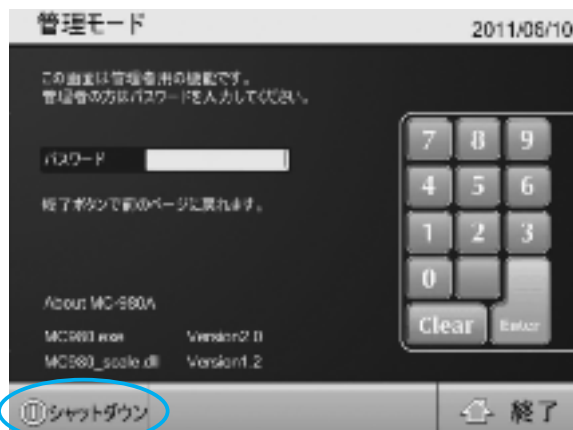 管理モード
2011/06/10
この画面は管理者用の機能です。
管理者の方はパスワードを入力してください。
パスワード
終了ボタンで前のページに戻れます。
7 8 9
4 5 6
1 2 3
0
Clear Enter
About MC-980A
MC980.exe Version2.0
MC980_scale.dll Version1.2
シャットダウン
終了